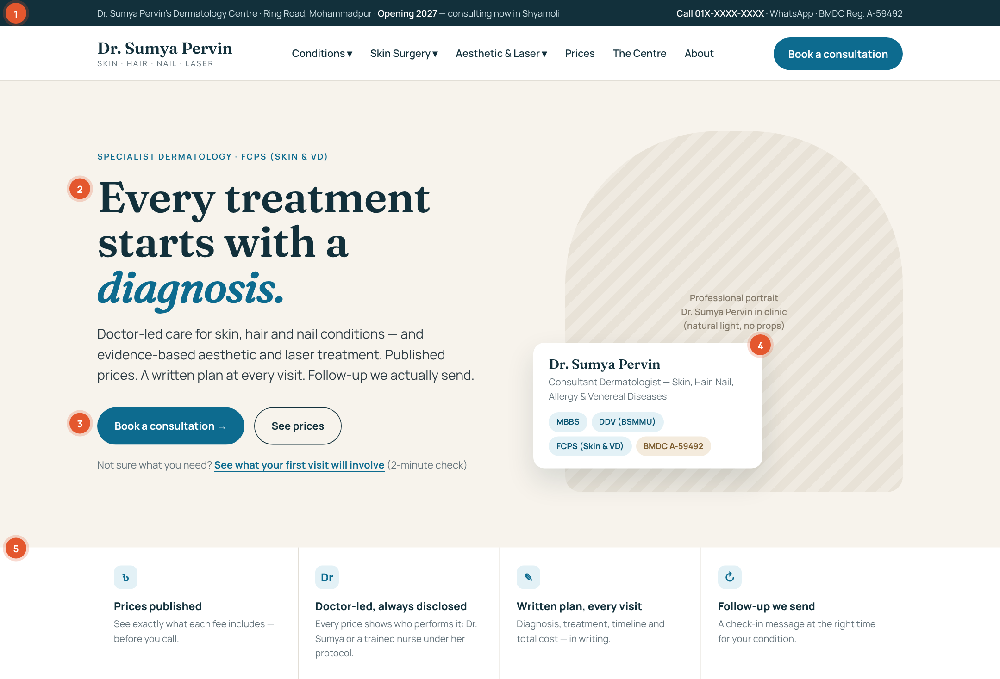 1
Dr. Sumya Pervin's Dermatology Centre · Ring Road, Mohammadpur · Opening 2027 — consulting now in Shyamoli
Call 01X-XXXX-XXXX · WhatsApp · BMDC Reg. A-59492
Dr. Sumya Pervin
SKIN · HAIR · NAIL · LASER
Conditions ▾ Skin Surgery ▾ Aesthetic & Laser ▾ Prices The Centre About
Book a consultation
SPECIALIST DERMATOLOGY · FCPS (SKIN & VD)
2
Every treatment
starts with a
diagnosis.
Doctor-led care for skin, hair and nail conditions — and
evidence-based aesthetic and laser treatment. Published
prices. A written plan at every visit. Follow-up we actually send.
3
Book a consultation →
See prices
Not sure what you need? See what your first visit will involve (2-minute check)
Professional portrait
Dr. Sumya Pervin in clinic
(natural light, no props)
4
Dr. Sumya Pervin
Consultant Dermatologist — Skin, Hair, Nail,
Allergy & Venereal Diseases
MBBS DDV (BSMMU)
FCPS (Skin & VD) BMDC A-59492
5
৳
Prices published
See exactly what each fee includes —
before you call.
Dr
Doctor-led, always disclosed
Every price shows who performs it: Dr.
Sumya or a trained nurse under her
protocol.
✎
Written plan, every visit
Diagnosis, treatment, timeline and
total cost — in writing.
↻
Follow-up we send
A check-in message at the right time
for your condition.